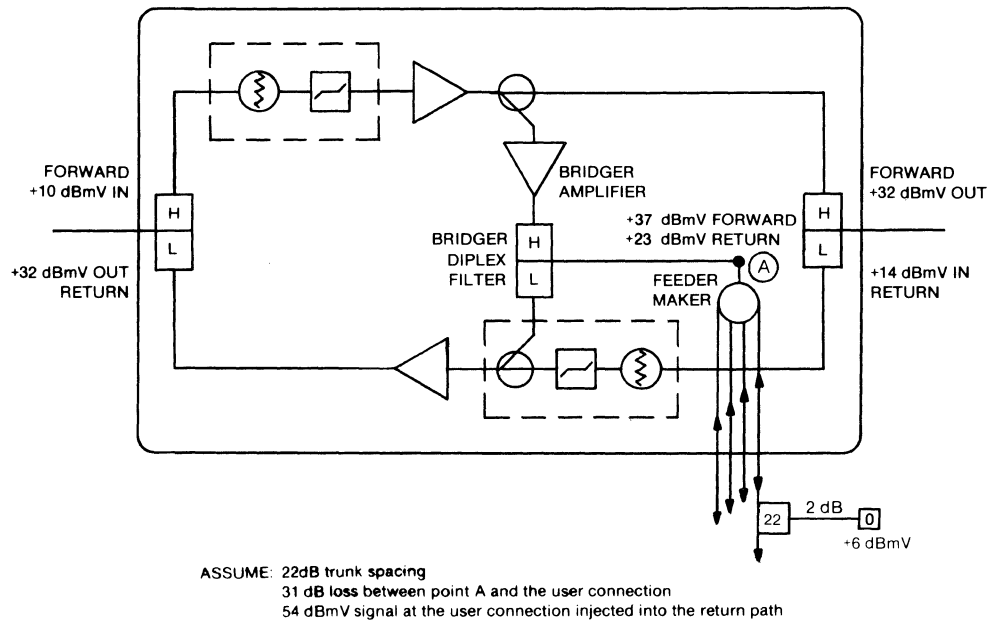 FORWARD
+10 dBmV IN
+32 dBmV OUT
RETURN
H
L
BRIDGER
AMPLIFIER
BRIDGER
DIPLEX
FILTER
H
L
+37 dBmV FORWARD
+23 dBmV RETURN
A
FEEDER
MAKER
FORWARD
+32 dBmV OUT
H
L
+14 dBmV IN
RETURN
22
2 dB
0
+6 dBmV
ASSUME: 22dB trunk spacing
31 dB loss between point A and the user connection
54 dBmV signal at the user connection injected into the return path